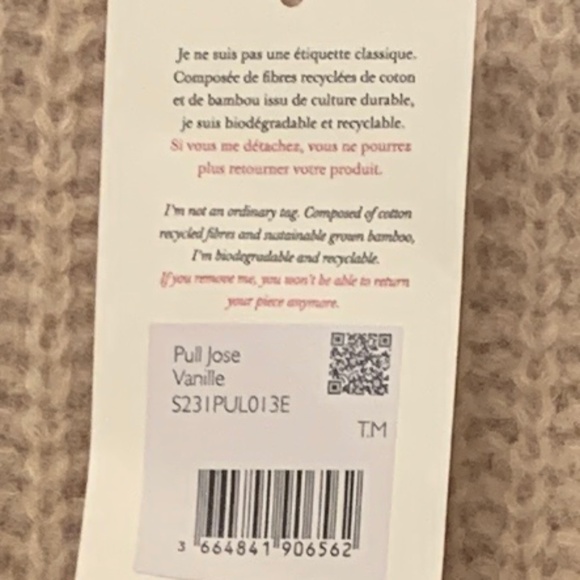 Je ne suis pas une étiquette classique.
Composée de fibres recyclées de coton
et de bambou issu de culture durable,
je suis biodégradable et recyclable.
Si vous me détachez, vous ne pourrez
plus retourner votre produit.
I'm not an ordinary tag. Composed of cotton
recycled fibres and sustainable grown bamboo,
I'm biodegradable and recyclable.
If you remove me, you won't be able to return
your piece anymore.
Pull Jose
Vanille
S231PUL013E
T.M
3 664841 906562